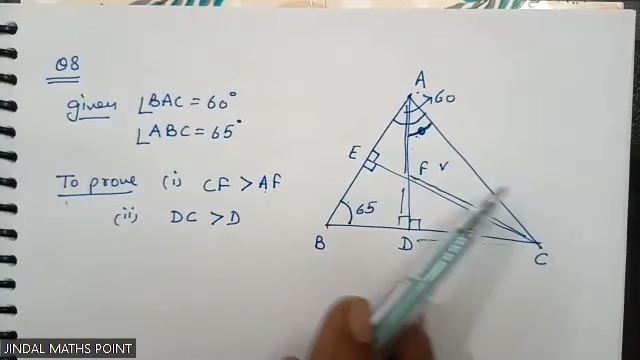 Q8
given ∠BAC = 60°
∠ABC = 65°
To prove (i) CF > AF
(ii) DC > D
A
60
E
F
65
B
D
C
JINDAL MATHS POINT